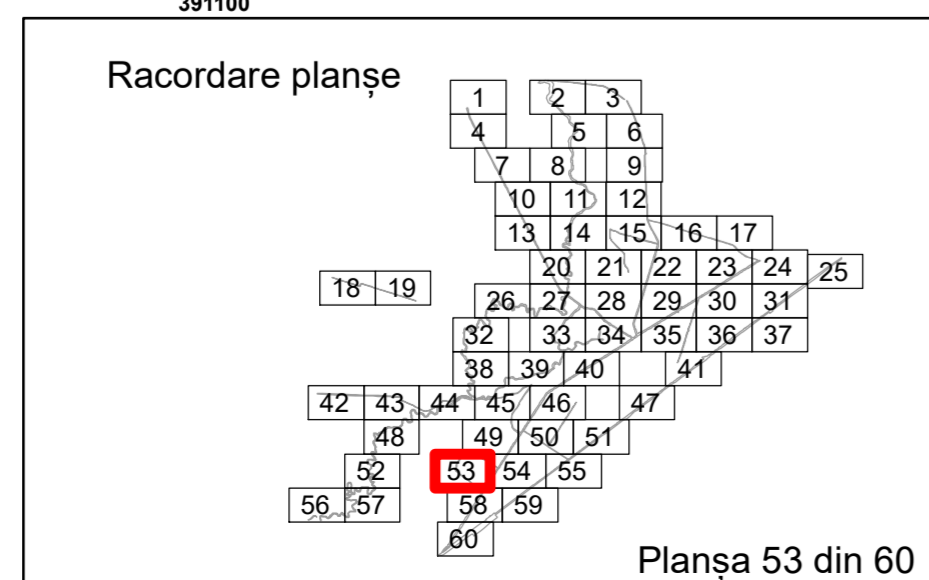 391100
Racordare planșe
1 2 3
4 5 6
7 8 9
10 11 12
13 14 15 16 17
20 21 22 23 24 25
18 19
26 27 28 29 30 31
32 33 34 35 36 37
38 39 40 41
42 43 44 45 46 47
48 49 50 51
52 53 54 55
56 57 58 59
60
Planșa 53 din 60